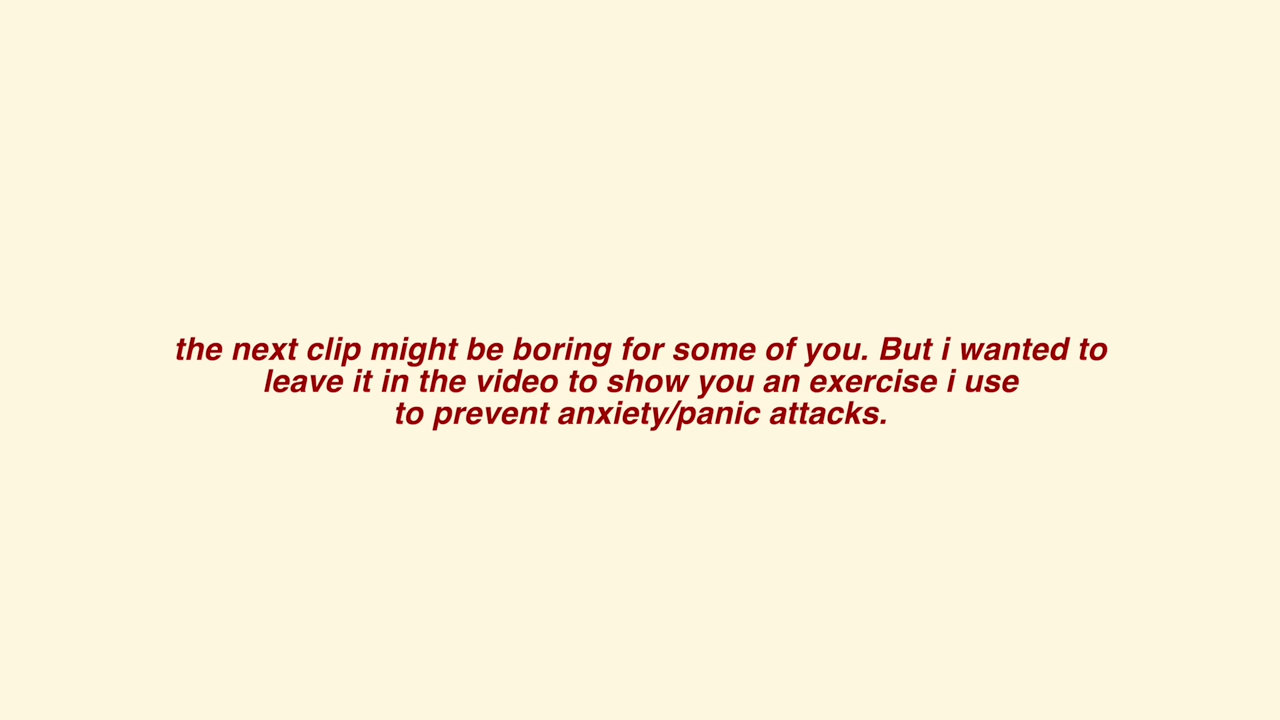 the next clip might be boring for some of you. But i wanted to
leave it in the video to show you an exercise i use
to prevent anxiety/panic attacks.